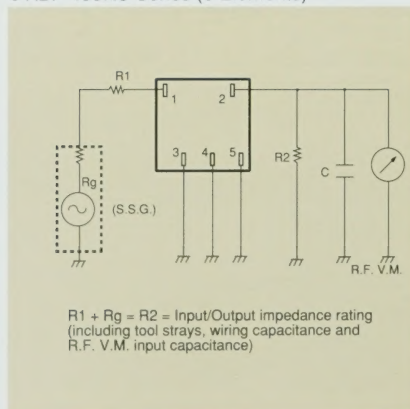 R1
1
2
3
4
5
R2
C
Rg
(S.S.G.)
R.F. V.M.
R1 + Rg = R2 = Input/Output impedance rating
(including tool strays, wiring capacitance and
R.F. V.M. input capacitance)